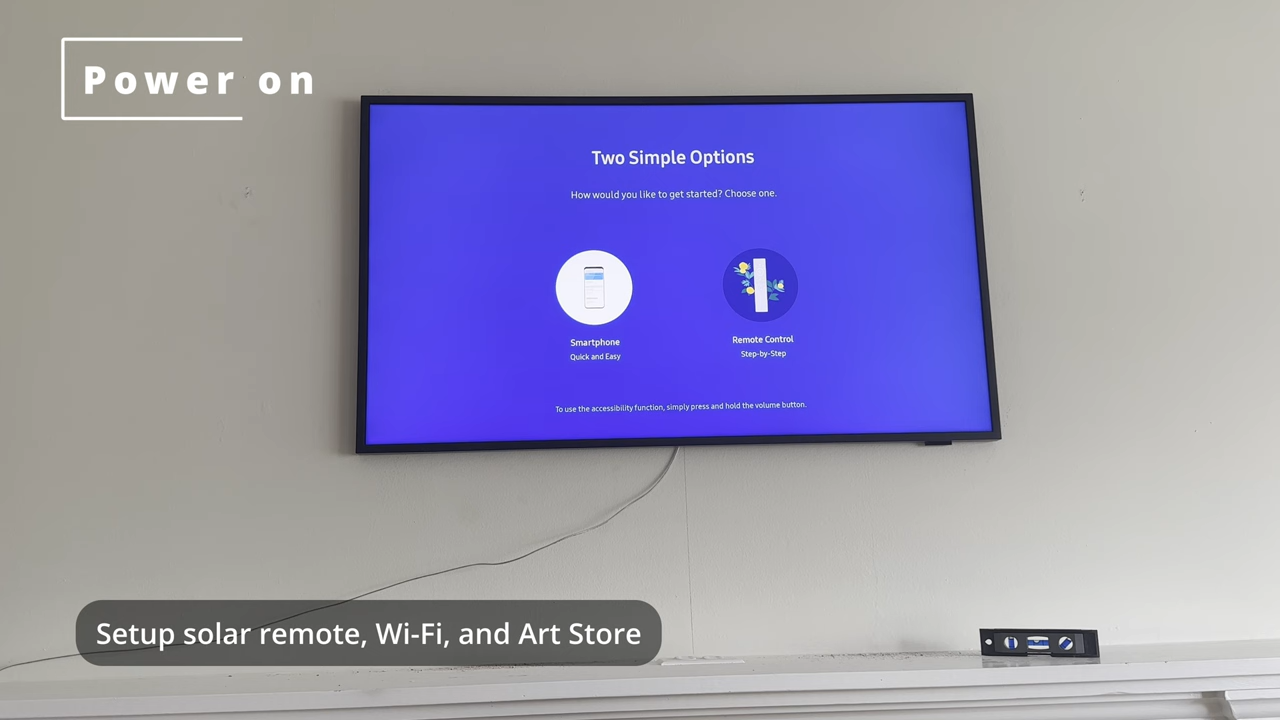 Power on
Two Simple Options
How would you like to get started? Choose one.
Smartphone
Quick and Easy
Remote Control
Step-by-Step
To use the accessibility function, simply press and hold the volume button.
Setup solar remote, Wi-Fi, and Art Store